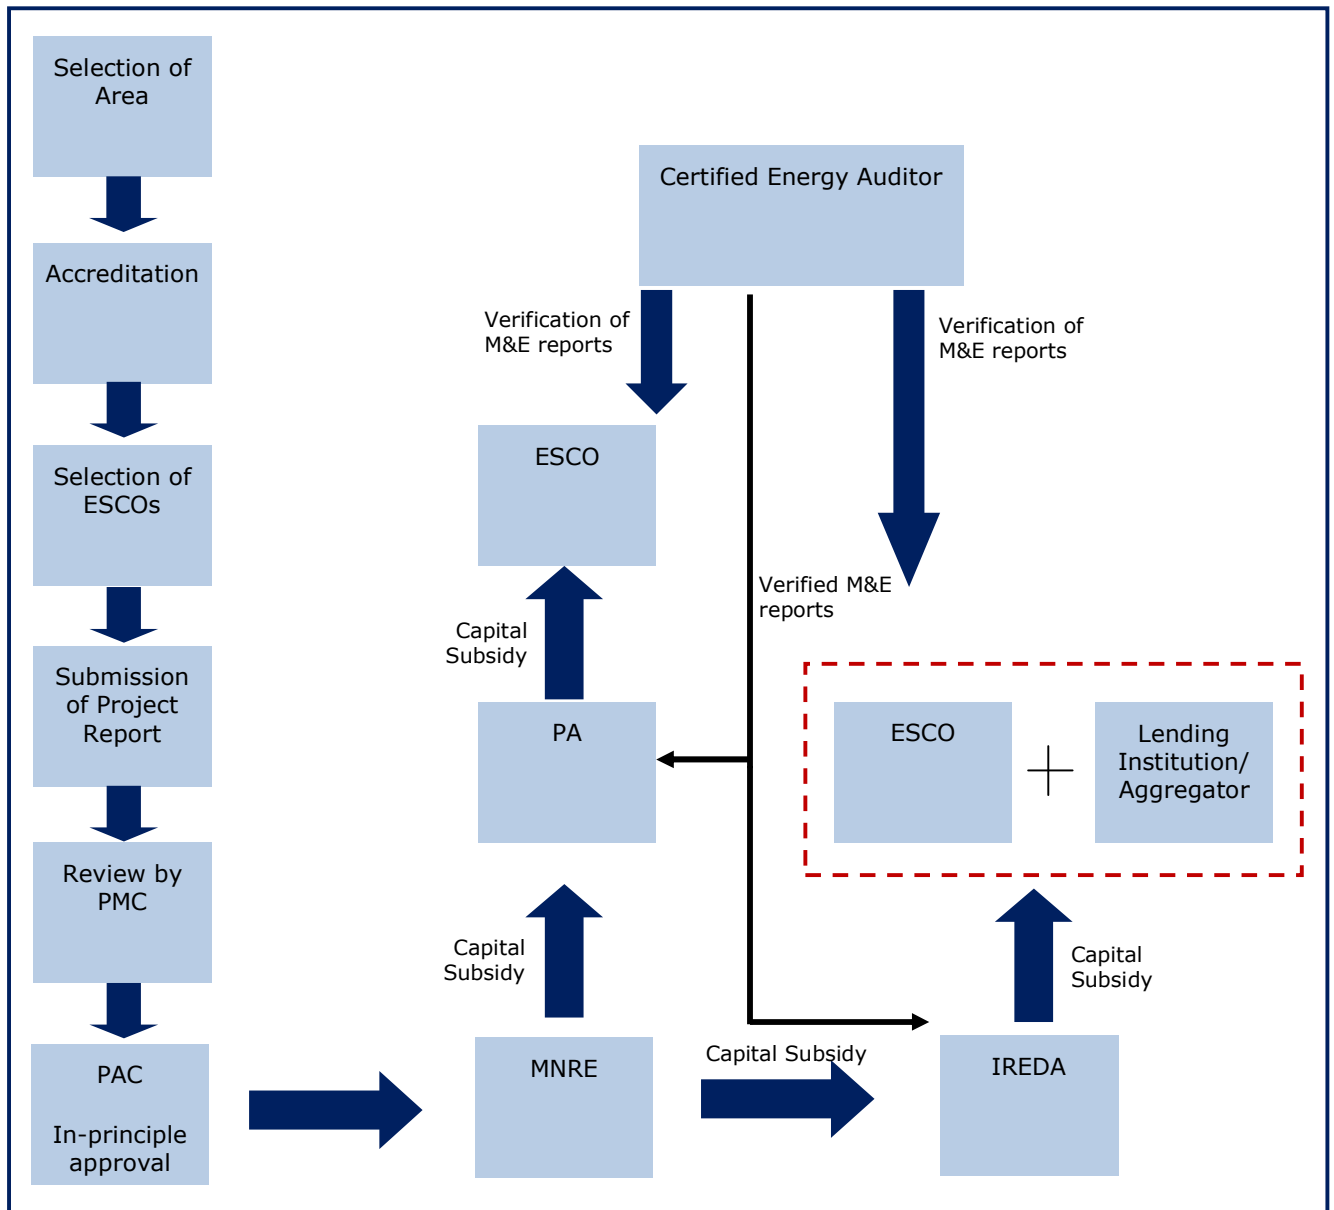 Selection of
Area
Accreditation
Selection of
ESCOs
Submission
of Project
Report
Review by
PMC
PAC
In-principle
approval
Certified Energy Auditor
Verification of
M&E reports
Verification of
M&E reports
ESCO
Verified M&E
reports
Capital
Subsidy
PA
ESCO
Lending
Institution/
Aggregator
Capital
Subsidy
Capital
Subsidy
MNRE
Capital Subsidy
IREDA